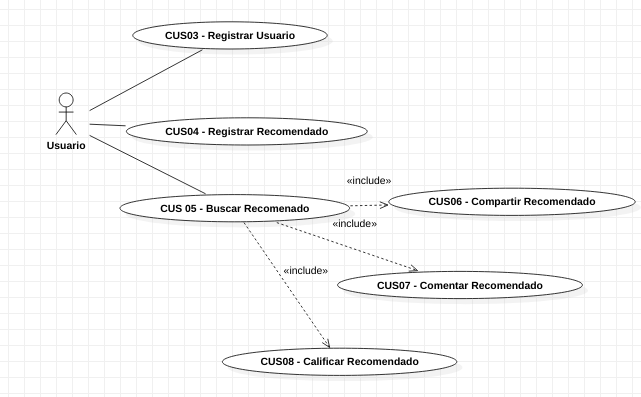 CUS03 - Registrar Usuario
CUS04 - Registrar Recomendado
Usuario
«include»
CUS 05 - Buscar Recomenado
CUS06 - Compartir Recomendado
«include»
«include»
CUS07 - Comentar Recomendado
CUS08 - Calificar Recomendado